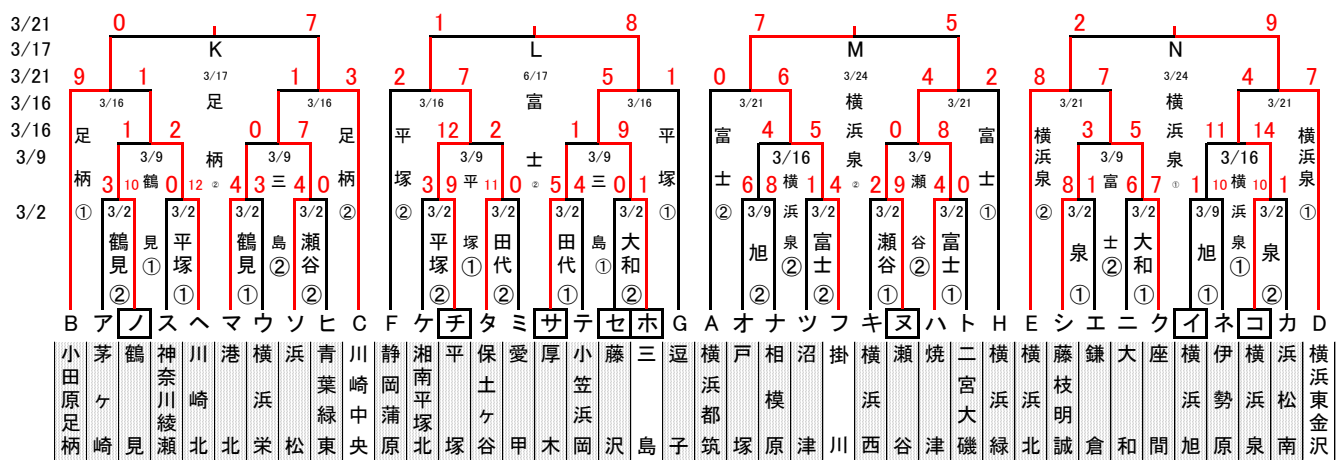 3/21 0 7 1 8 7 5 2 9
3/17 K L M N
3/21 9 1 3/17 1 3 2 7 6/17 5 1 0 6 3/24 4 2 8 7 3/24 4 7
3/16 3/16 3/16 3/16 3/16 3/21 3/21 3/21 3/21
3/16 1 2 0 7 12 2 1 9 4 5 0 8 3 5 11 14
3/9 3/9 3/9 3/9 3/9 3/16 3/9 3/9 3/16
足柄② 富士② 横浜泉② 横浜泉①
足柄① 足柄② 平塚② 平塚① 富士② 富士① 横浜泉② 横浜泉①
3 10 0 12 4 3 4 0 3 9 11 0 5 4 0 1 6 8 1 4 2 9 4 0 8 1 6 7 1 10 10 1
3/2 3/2 3/2 3/2 3/2 3/2 3/2 3/2 3/2 3/9 3/2 3/2 3/2 3/2 3/2 3/9 3/2
鶴見① 三島② 平塚① 三島① 横浜泉② 瀬谷② 富士② 横浜泉①
鶴見② 平塚① 鶴見① 瀬谷② 平塚② 田代② 田代① 大和② 旭 富士② 瀬谷① 富士① 泉① 大和① 旭 泉②
B ア ノ ス ヘ マ ウ ソ ヒ C F ケ チ タ ミ サ テ セ ホ G A オ ナ ツ フ キ ヌ ハ ト H E シ エ ニ ク イ ネ コ カ D
小田原足柄
茅ヶ崎
鶴見
神奈川綾瀬
川崎北
港北
横浜栄
浜松
青葉緑東
川崎中央
静岡蒲原
湘南平塚北
平塚
保土ケ谷
愛甲
厚木
小笠浜岡
藤沢
三島
逗子
横浜都筑
戸塚
相模原
沼津
掛川
横浜西
瀬谷
焼津
二宮大磯
横浜緑
横浜北
藤枝明誠
鎌倉
大和
座間
横浜旭
伊勢原
横浜泉
浜松南
横浜東金沢